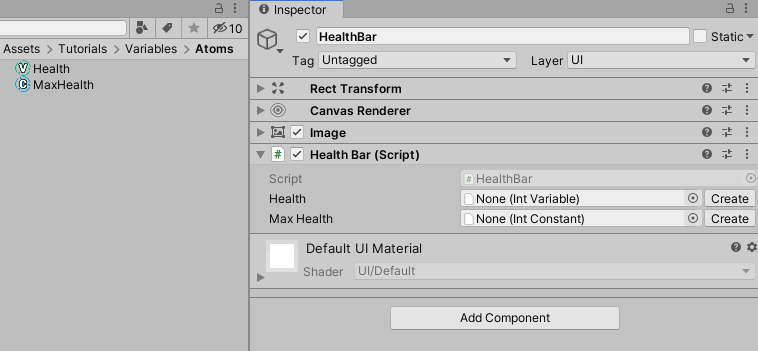 10
Assets > Tutorials > Variables > Atoms
Health
MaxHealth
Inspector
HealthBar
Static
Tag Untagged Layer UI
Rect Transform
Canvas Renderer
Image
# Health Bar (Script)
Script # HealthBar
Health None (Int Variable) Create
Max Health None (Int Constant) Create
Default UI Material
Shader UI/Default
Add Component